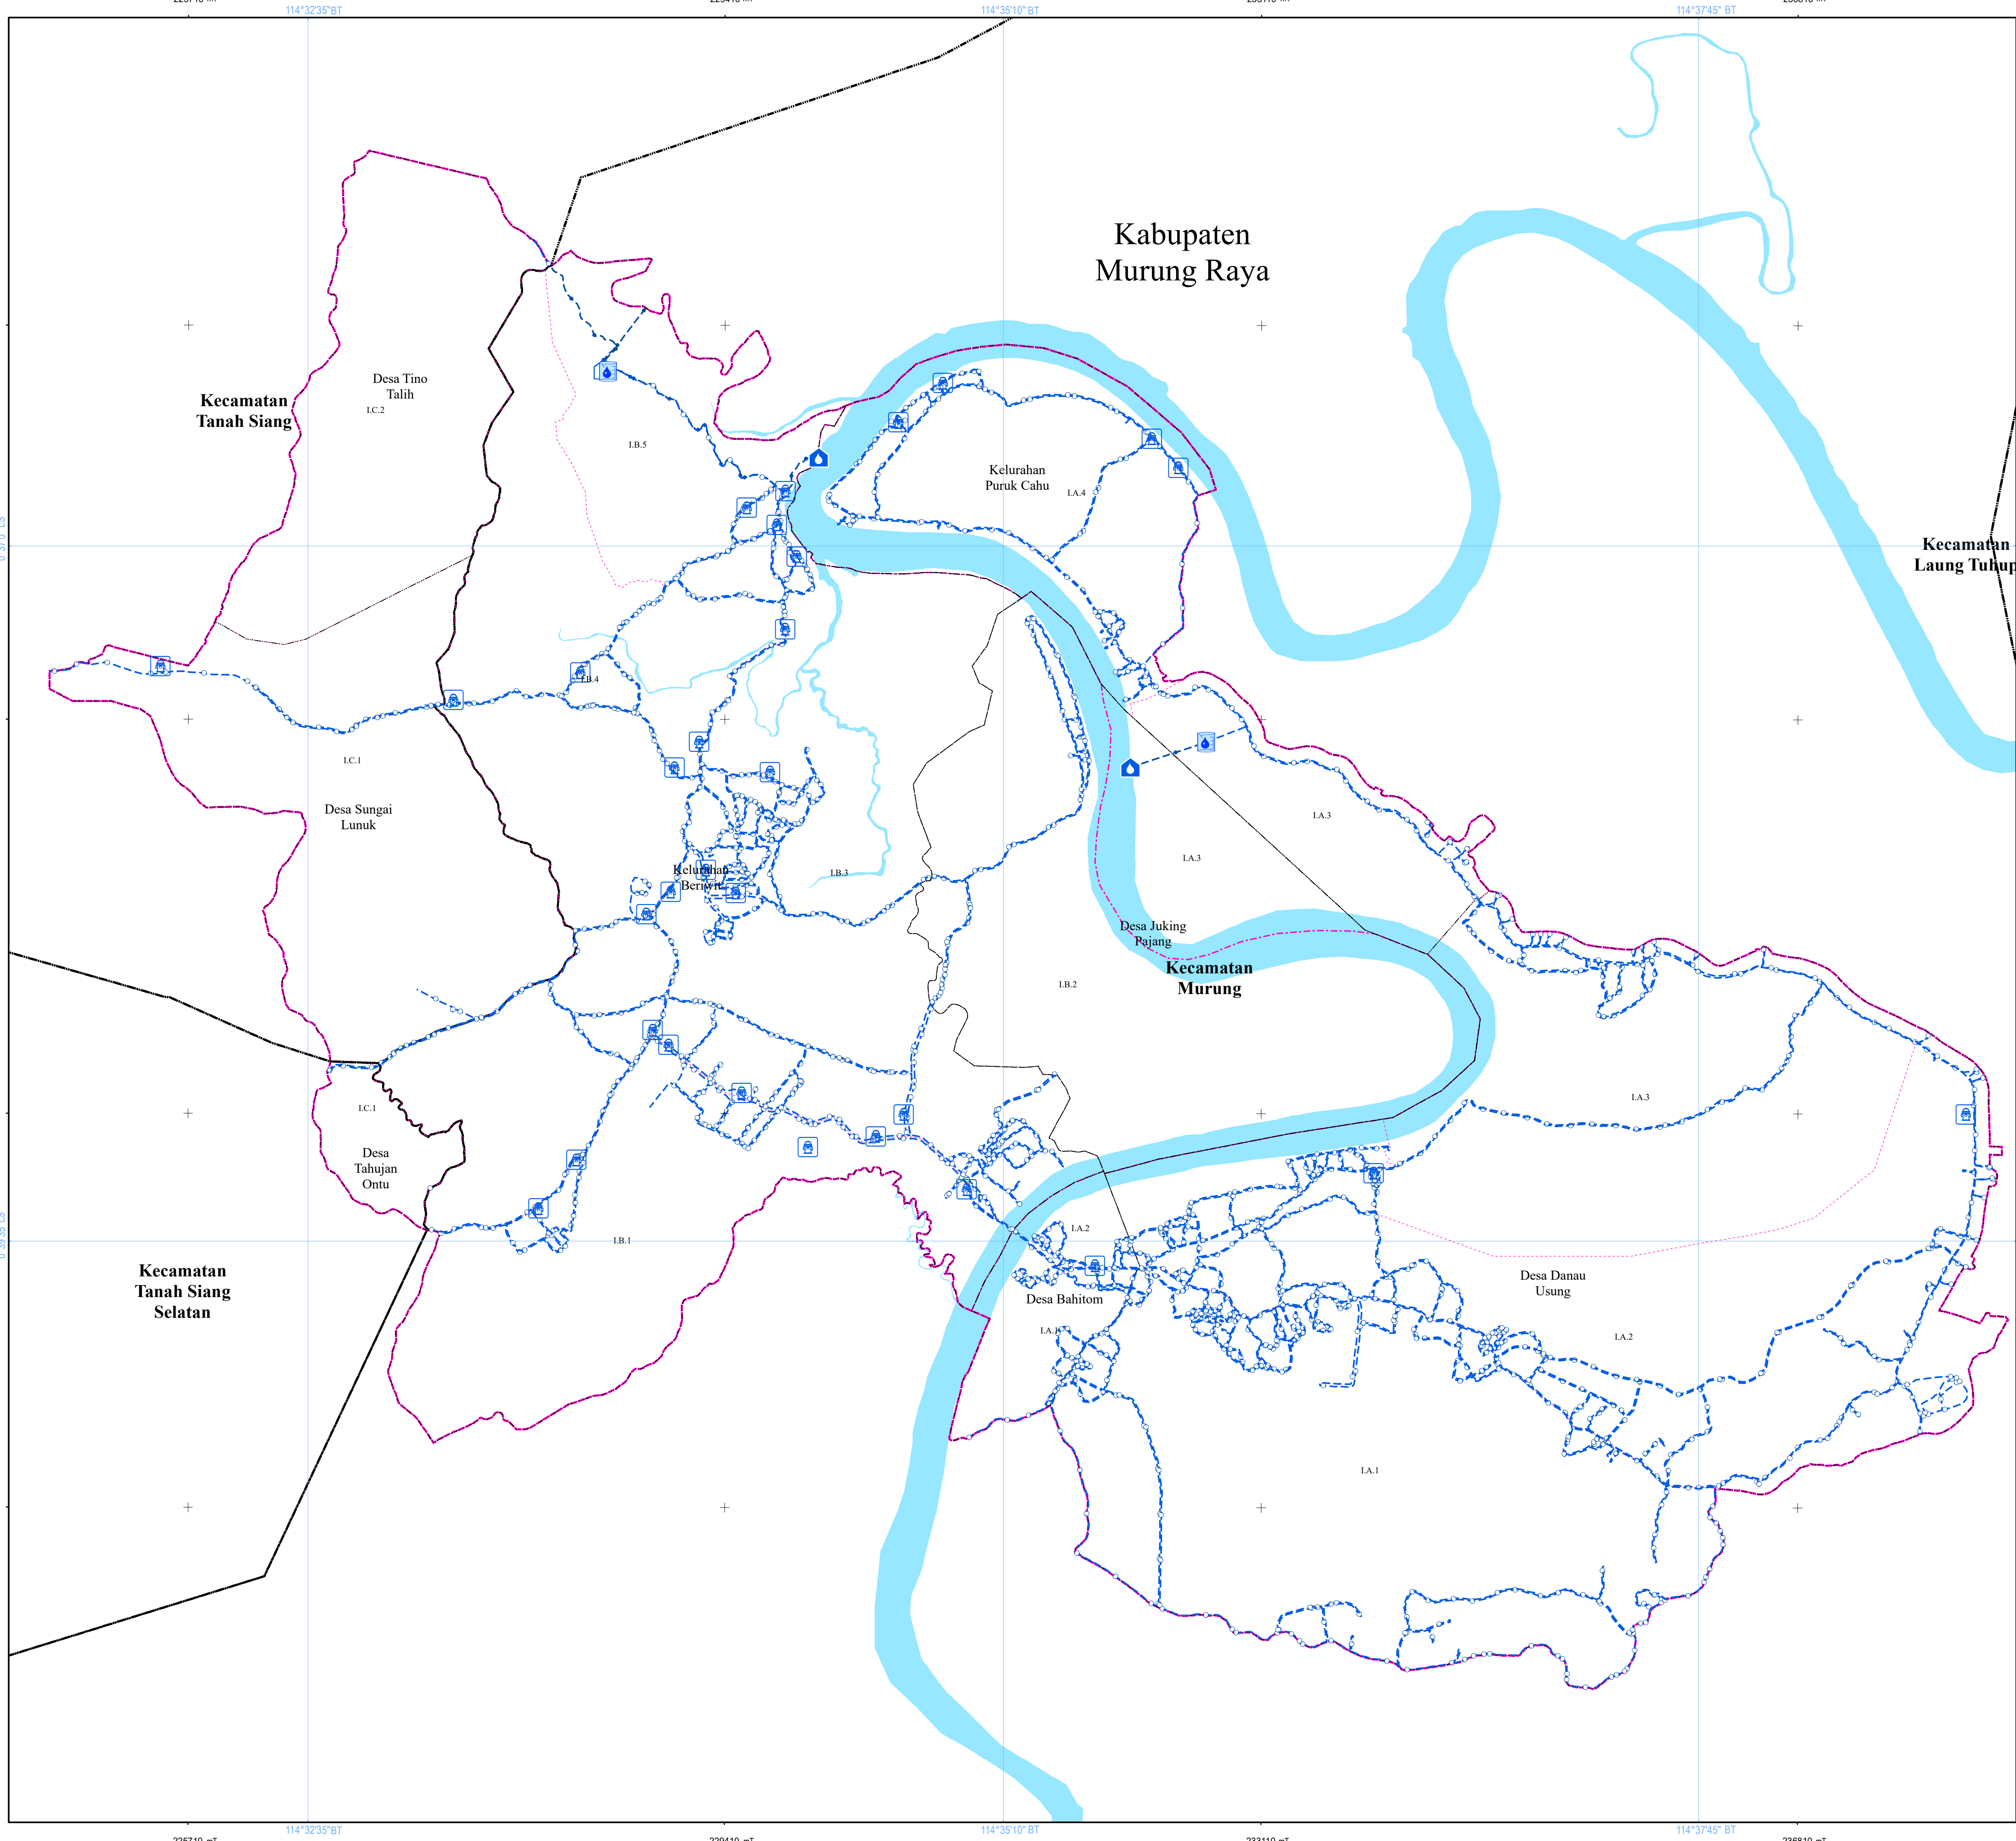 114°32'35"BT
114°35'10" BT
114°37'45" BT
Kabupaten
Murung Raya
Desa Tino
Talih
I.C.2
Kecamatan
Tanah Siang
I.B.5
Kelurahan
Puruk Cahu
I.A.4
Kecamatan
Laung Tuhup
I.B.4
I.C.1
Desa Sungai
Lunuk
I.A.3
I.A.3
I.B.3
Kelurahan
Beriwit
Desa Juking
Pajang
Kecamatan
Murung
I.B.2
I.A.3
I.C.1
Desa
Tahujan
Ontu
I.A.2
I.B.1
Kecamatan
Tanah Siang
Selatan
Desa Danau
Usung
Desa Bahitom
I.A.1
I.A.2
I.A.1
114°32'35"BT
114°35'10" BT
114°37'45" BT